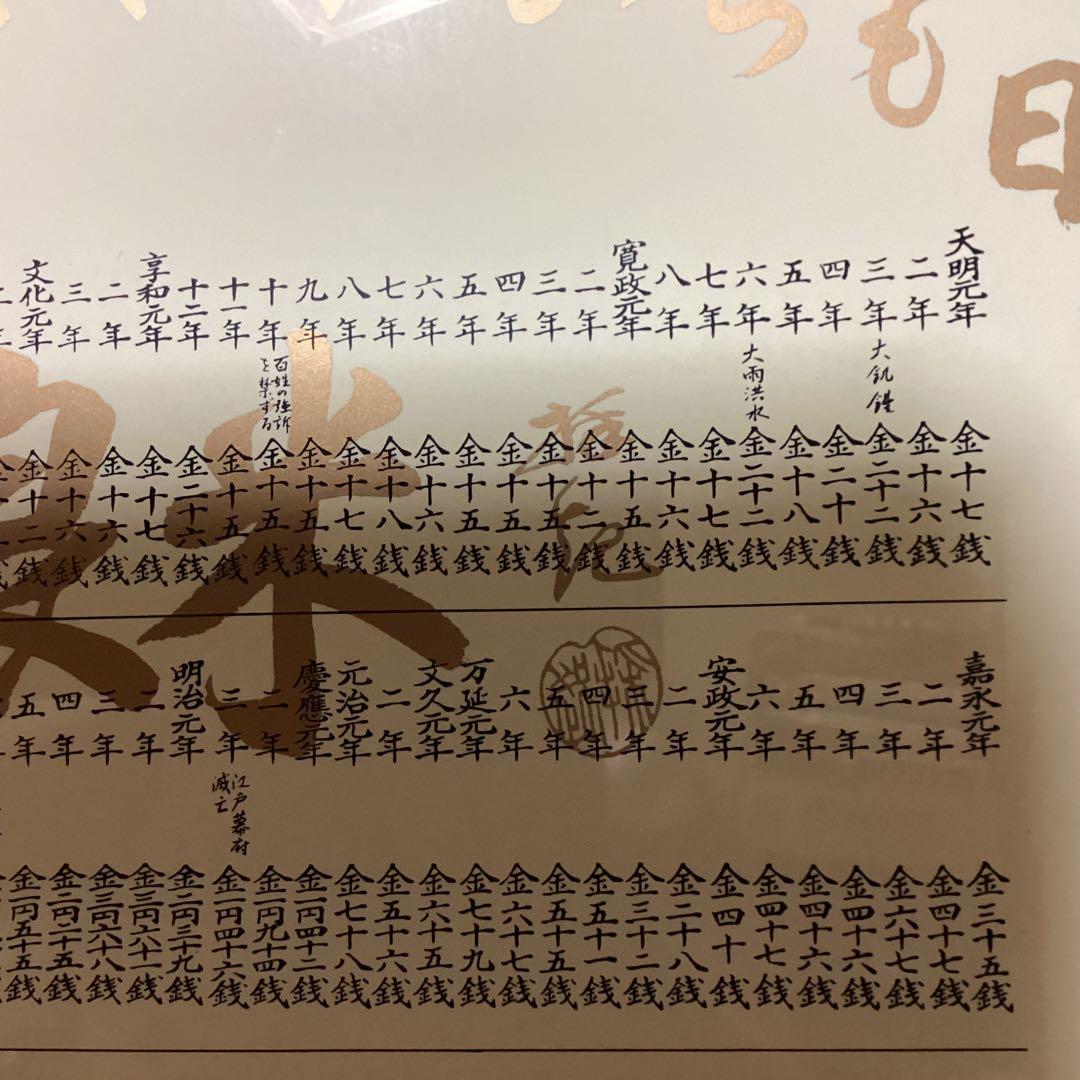 日
も
ち
米
天明元年 金十七銭
二年 金十六銭
三年 大飢饉 金二十二銭
四年 金二十銭
五年 金十八銭
六年 大雨洪水 金二十二銭
七年 金十七銭
八年 金十六銭
寛政元年 金十五銭
二年 金十二銭
三年 金十五銭
四年 金十五銭
五年 金十五銭
六年 金十六銭
七年 金十八銭
八年 金十七銭
九年 金十五銭
十年 百姓の強訴を禁ずる 金十五銭
十一年 金十五銭
十二年 金二十六銭
享和元年 金十七銭
二年 金十六銭
三年 金十六銭
文化元年 金十二銭
嘉永元年 金三十五銭
二年 金四十七銭
三年 金六十七銭
四年 金四十六銭
五年 金四十六銭
六年 金四十七銭
安政元年 金四十銭
二年 金二十八銭
三年 金三十二銭
四年 金五十一銭
五年 金五十五銭
六年 金六十七銭
万延元年 金七十九銭
文久元年 金六十五銭
二年 金五十六銭
元治元年 金七十八銭
慶應元年 金一円四十二銭
二年 金一円九十四銭
三年 江戸幕府滅亡 金一円四十六銭
明治元年 金二円三十九銭
二年 金三円六十一銭
三年 金三円六十八銭
四年 金二円二十五銭
五年 金一円五十五銭